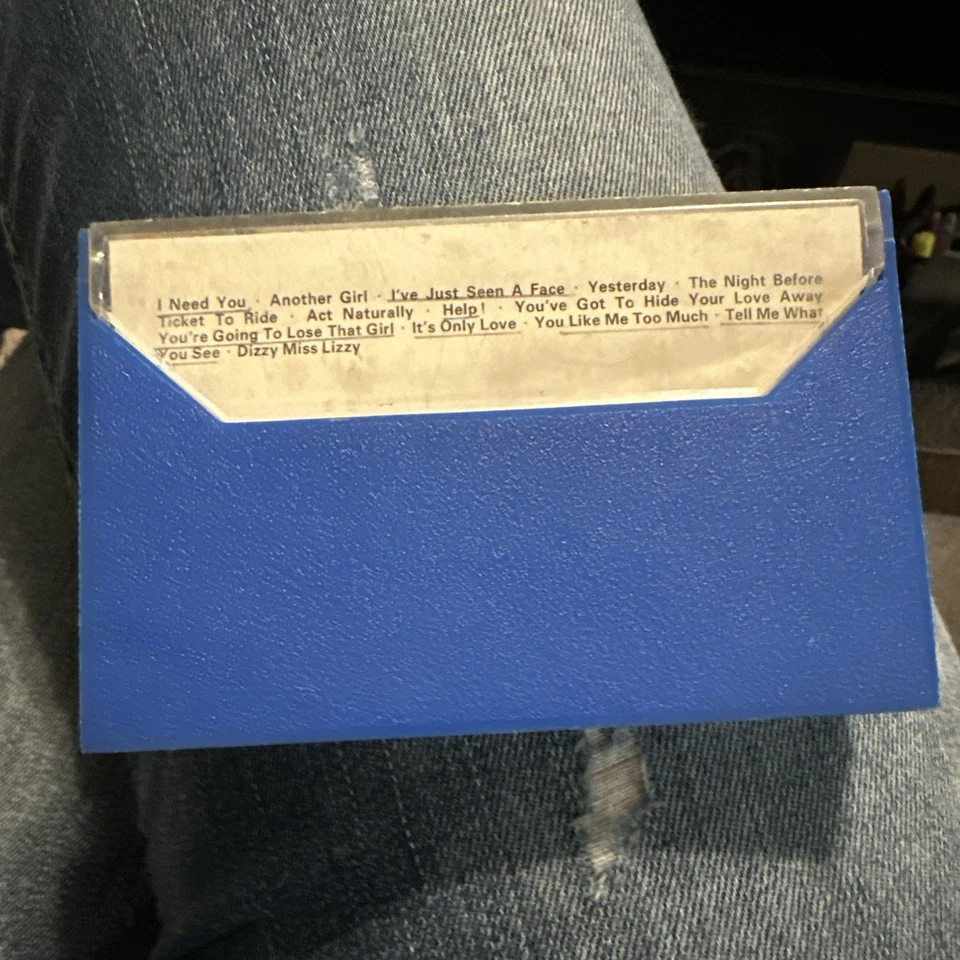 I Need You · Another Girl · I've Just Seen A Face · Yesterday · The Night Before
Ticket To Ride · Act Naturally · Help! · You've Got To Hide Your Love Away
You're Going To Lose That Girl · It's Only Love · You Like Me Too Much · Tell Me What
You See · Dizzy Miss Lizzy